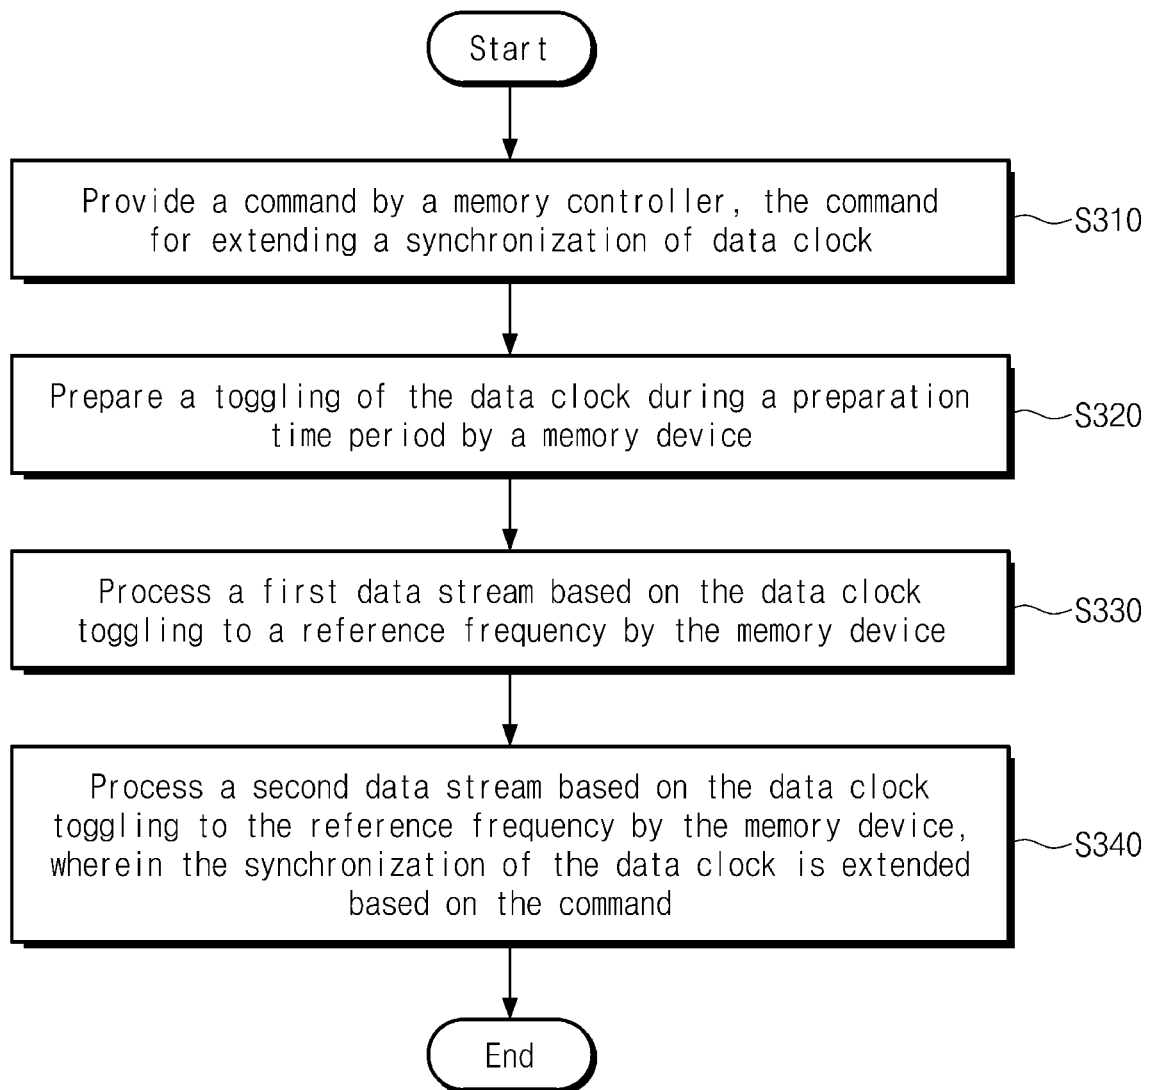 Start
Provide a command by a memory controller, the command
for extending a synchronization of data clock
S310
Prepare a toggling of the data clock during a preparation
time period by a memory device
S320
Process a first data stream based on the data clock
toggling to a reference frequency by the memory device
S330
Process a second data stream based on the data clock
toggling to the reference frequency by the memory device,
wherein the synchronization of the data clock is extended
based on the command
S340
End